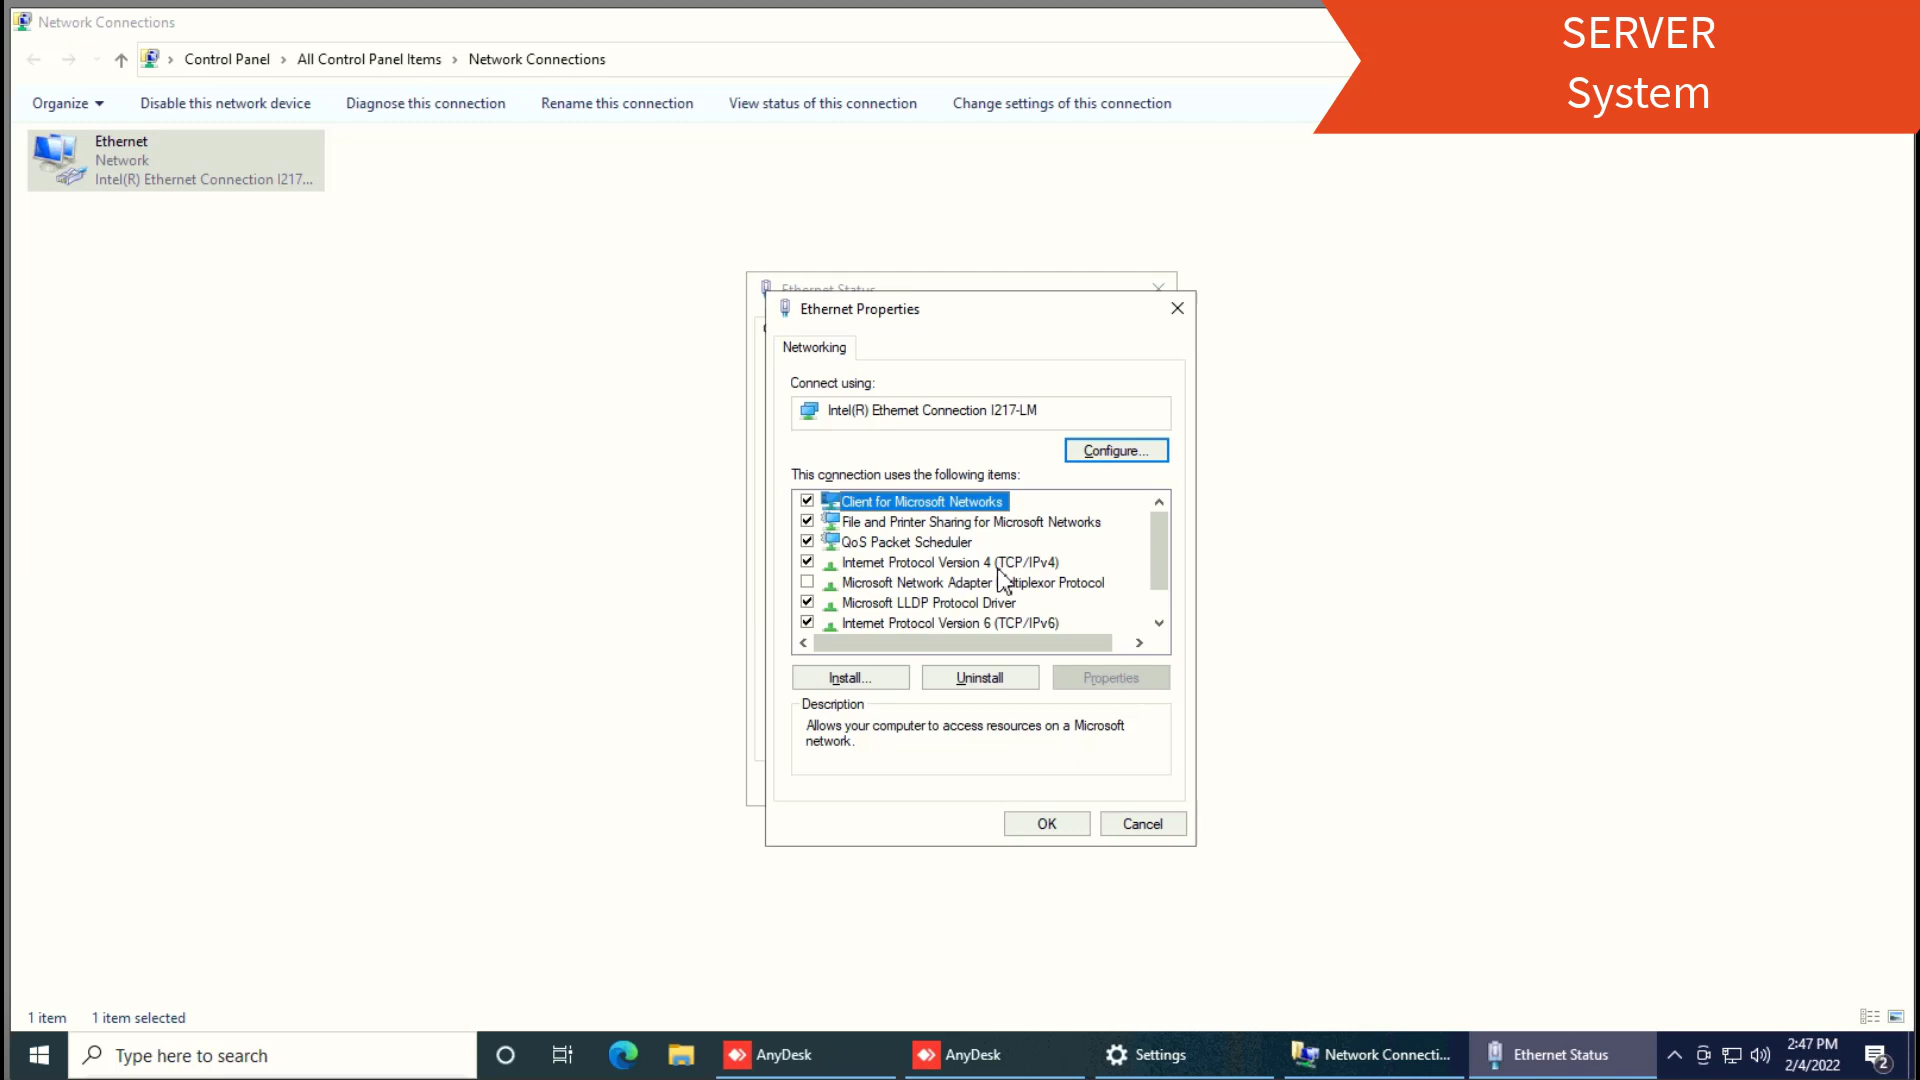 Network Connections
SERVER
System
Control Panel > All Control Panel Items > Network Connections
Organize Disable this network device Diagnose this connection Rename this connection View status of this connection Change settings of this connection
Ethernet
Network
Intel(R) Ethernet Connection I217...
Ethernet Status
Ethernet Properties
Networking
Connect using:
Intel(R) Ethernet Connection I217-LM
Configure...
This connection uses the following items:
Client for Microsoft Networks
File and Printer Sharing for Microsoft Networks
QoS Packet Scheduler
Internet Protocol Version 4 (TCP/IPv4)
Microsoft Network Adapter Multiplexor Protocol
Microsoft LLDP Protocol Driver
Internet Protocol Version 6 (TCP/IPv6)
Install... Uninstall Properties
Description
Allows your computer to access resources on a Microsoft
network.
OK Cancel
1 item 1 item selected
Type here to search AnyDesk AnyDesk Settings Network Connecti... Ethernet Status 2:47 PM
2/4/2022 2